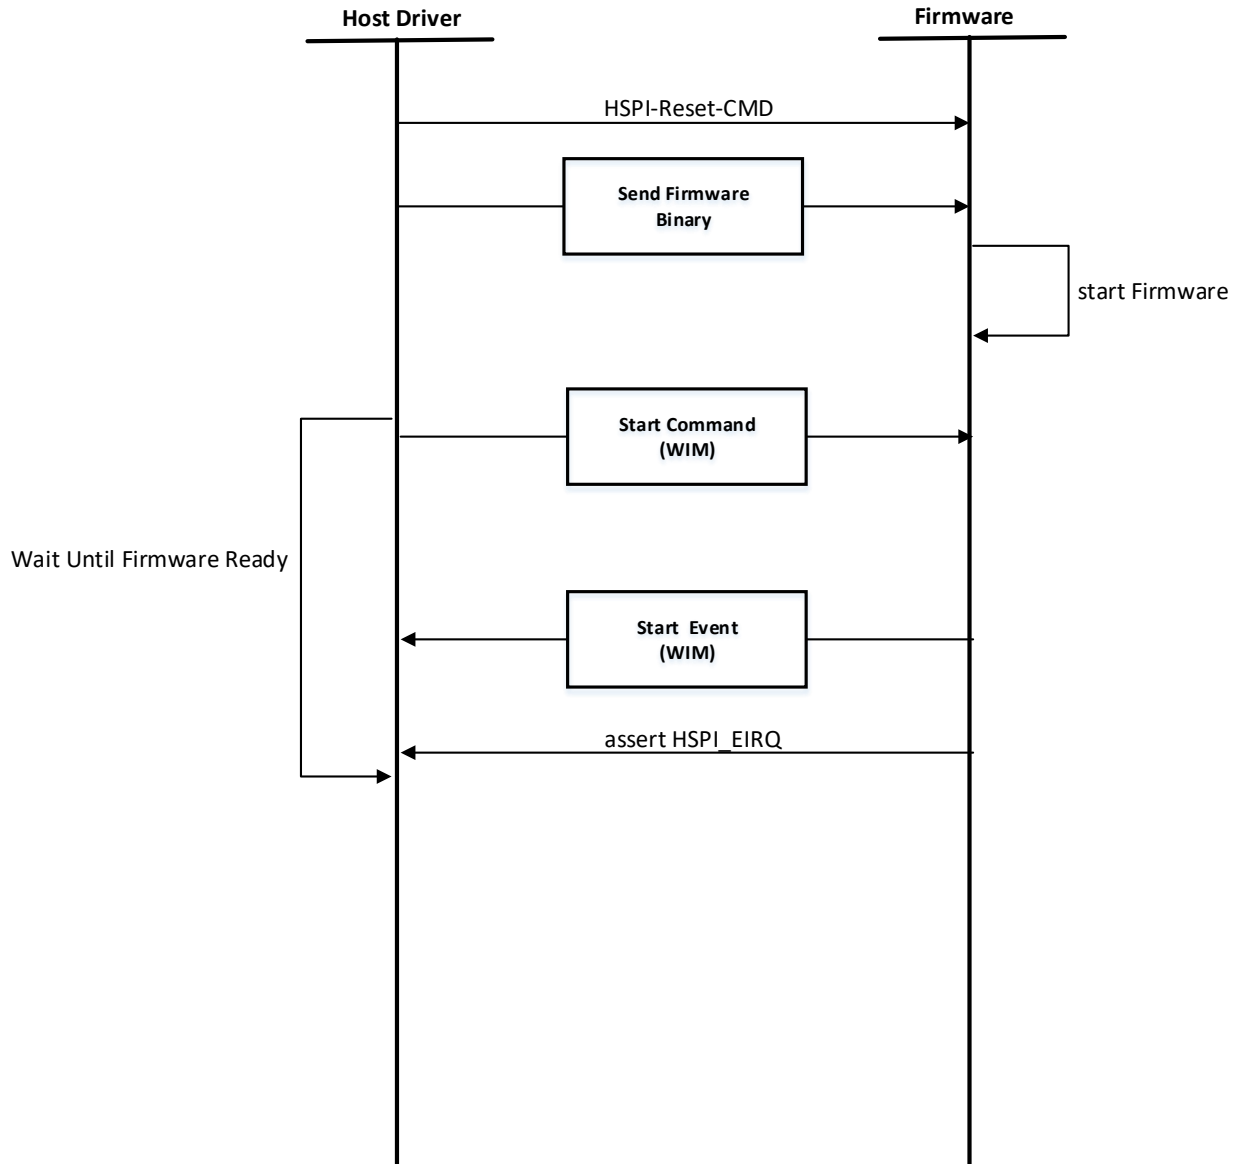 Host Driver
Firmware
HSPI-Reset-CMD
Send Firmware
Binary
start Firmware
Start Command
(WIM)
Wait Until Firmware Ready
Start  Event
(WIM)
assert HSPI_EIRQ